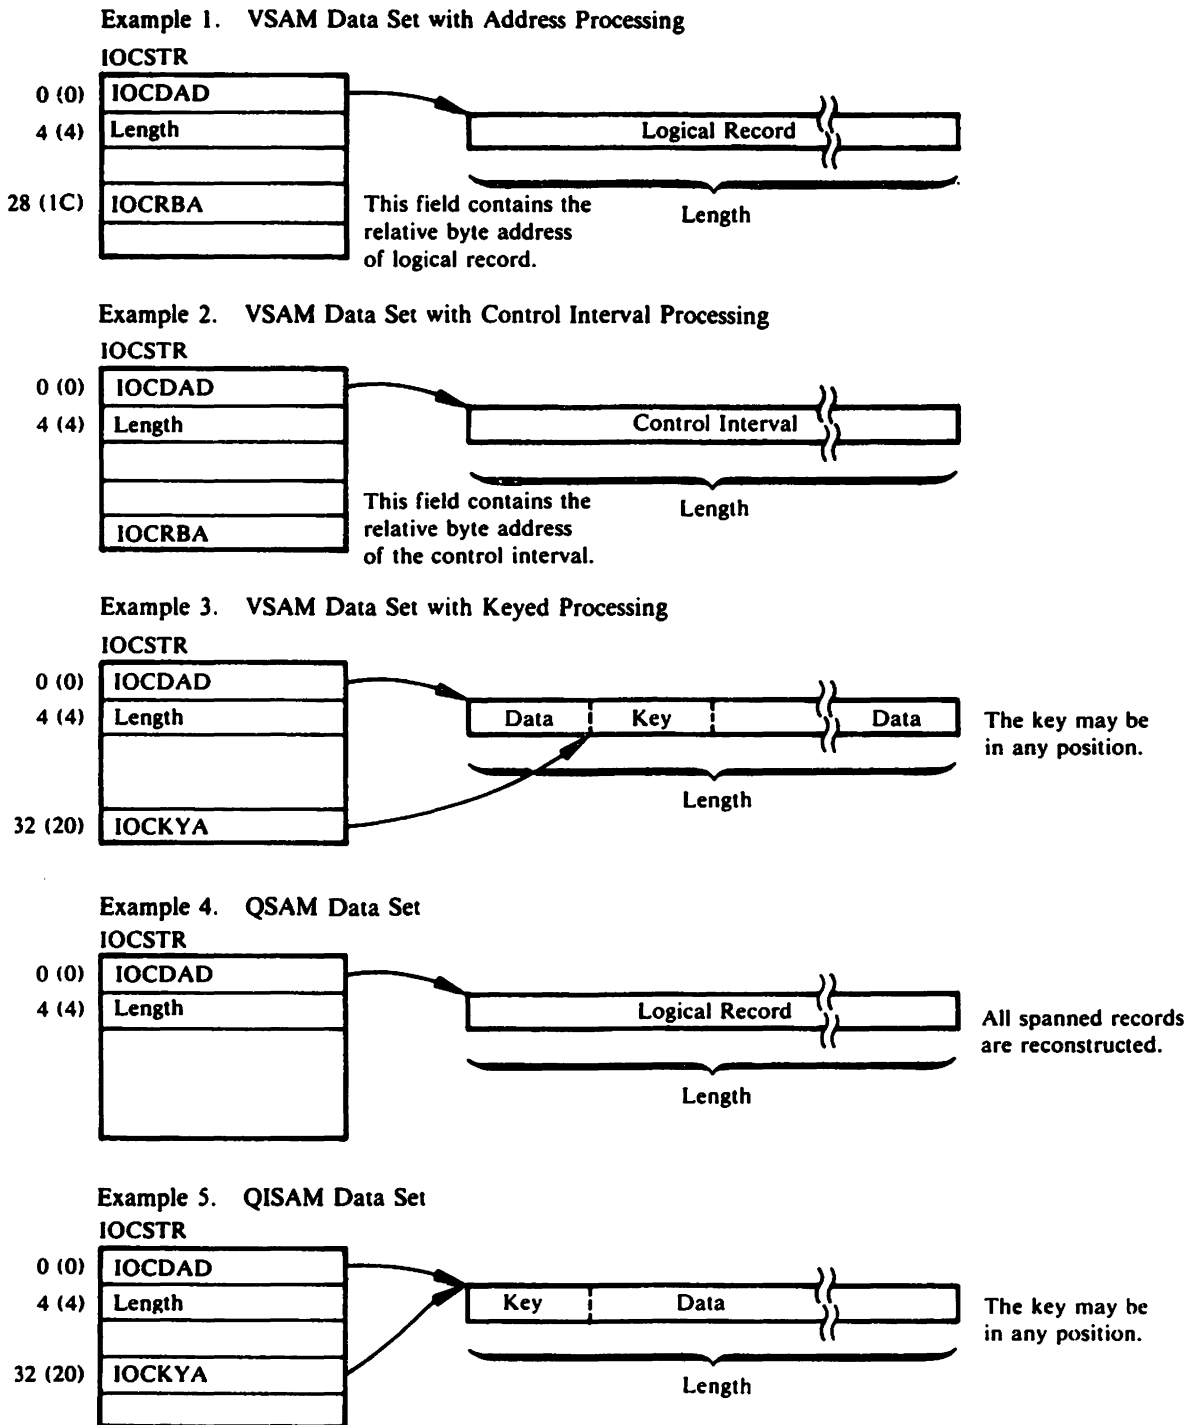 Example 1. VSAM Data Set with Address Processing
IOCSTR
0 (0) IOCDAD
4 (4) Length
Logical Record
28 (1C) IOCRBA
This field contains the
relative byte address
of logical record.
Length
Example 2. VSAM Data Set with Control Interval Processing
IOCSTR
0 (0) IOCDAD
4 (4) Length
Control Interval
This field contains the
relative byte address
of the control interval.
IOCRBA
Length
Example 3. VSAM Data Set with Keyed Processing
IOCSTR
0 (0) IOCDAD
4 (4) Length
Data Key Data
The key may be
in any position.
Length
32 (20) IOCKYA
Example 4. QSAM Data Set
IOCSTR
0 (0) IOCDAD
4 (4) Length
Logical Record
All spanned records
are reconstructed.
Length
Example 5. QISAM Data Set
IOCSTR
0 (0) IOCDAD
4 (4) Length
Key Data
The key may be
in any position.
32 (20) IOCKYA
Length